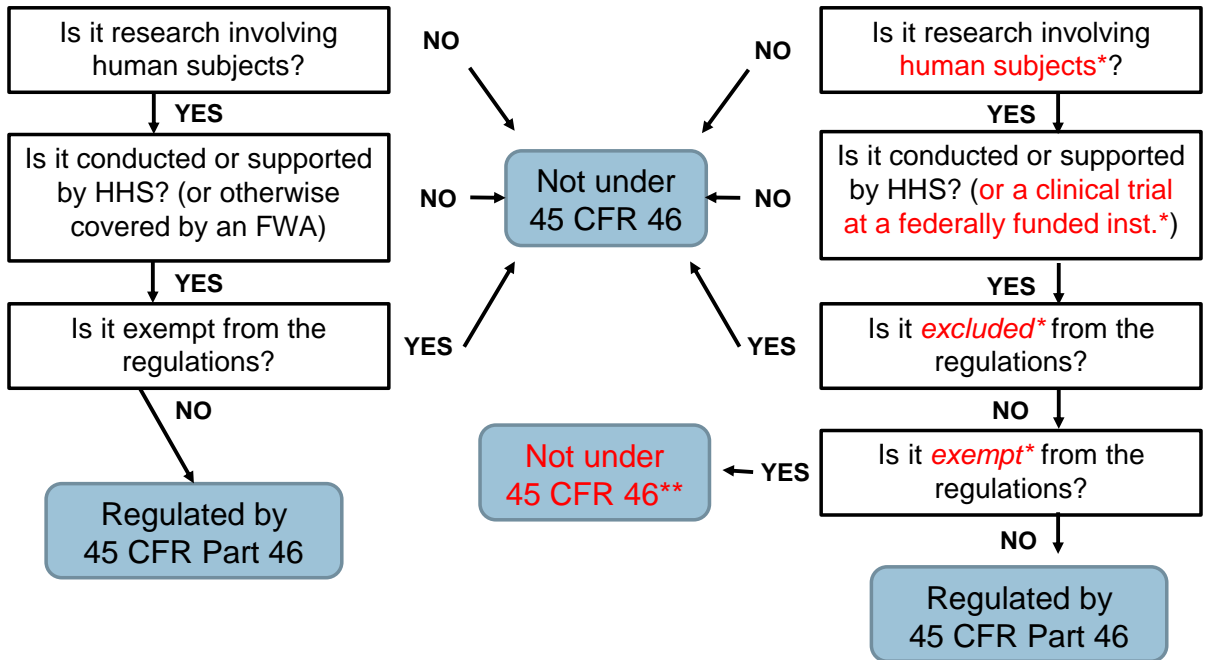 Is it research involving
human subjects?
YES
Is it conducted or supported
by HHS? (or otherwise
covered by an FWA)
YES
Is it exempt from the
regulations?
NO
Regulated by
45 CFR Part 46
NO
NO
YES
Not under
45 CFR 46
NO
NO
YES
Not under
45 CFR 46**
YES
Is it research involving
human subjects*?
YES
Is it conducted or supported
by HHS? (or a clinical trial
at a federally funded inst.*)
YES
Is it excluded* from the
regulations?
NO
Is it exempt* from the
regulations?
NO
Regulated by
45 CFR Part 46